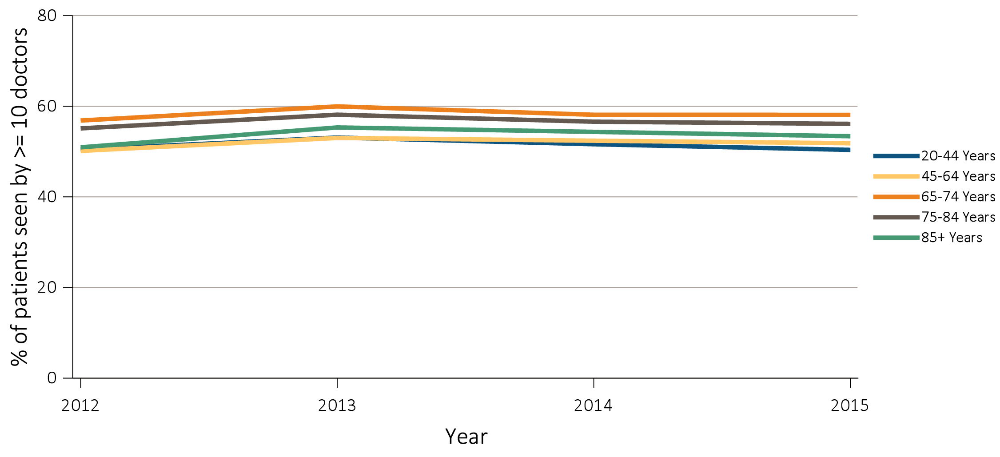 % of patients seen by >= 10 doctors
80
60
40
20
0
2012 2013 2014 2015
Year
20-44 Years
45-64 Years
65-74 Years
75-84 Years
85+ Years